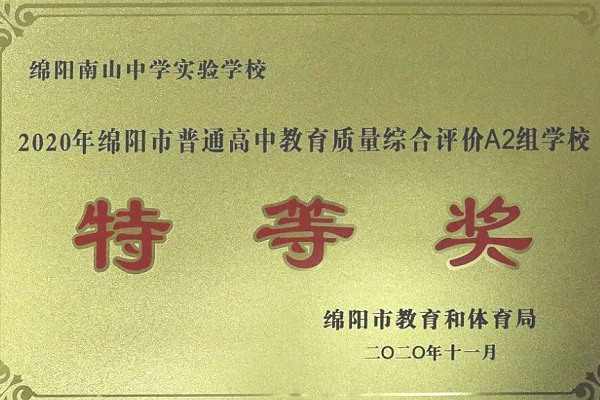 绵阳南山中学实验学校
2020年绵阳市普通高中教育质量综合评价A2组学校
特等奖
绵阳市教育和体育局
二〇二〇年十一月